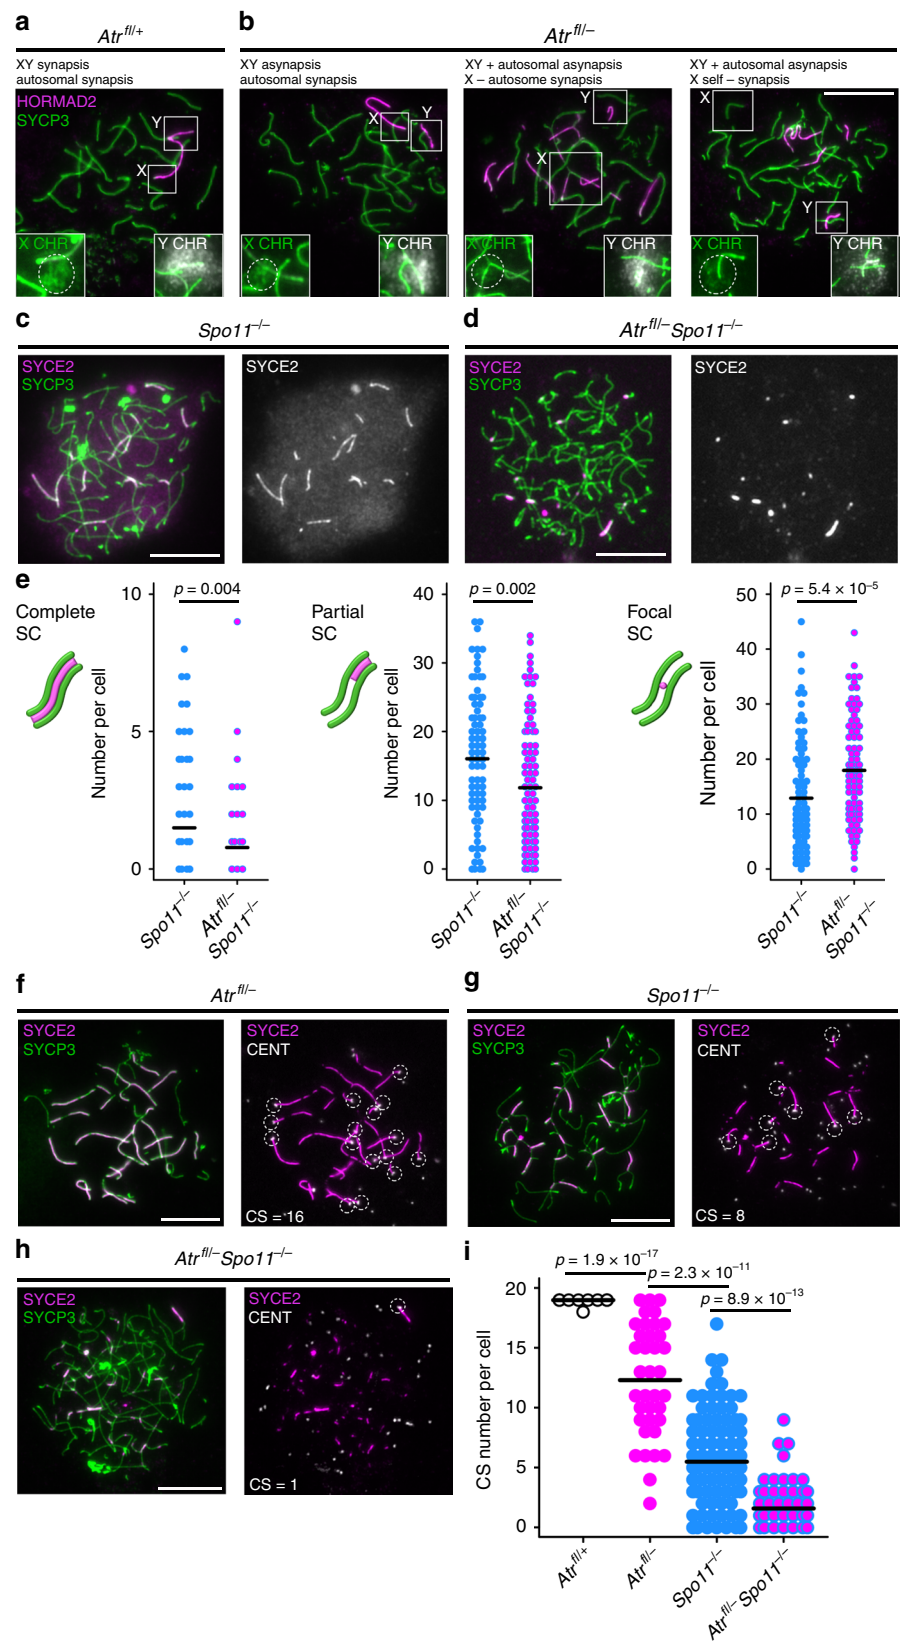 a
Atr fl/+
b
Atr fl/–
XY synapsis
autosomal synapsis
XY asynapsis
autosomal synapsis
XY + autosomal asynapsis
X – autosome synapsis
XY + autosomal asynapsis
X self – synapsis
HORMAD2
SYCP3
Y
X
X CHR
Y CHR
X
Y
X CHR
Y CHR
Y
X
X CHR
Y CHR
X
Y
X CHR
Y CHR
c
Spo11 –/–
d
Atr fl/– Spo11 –/–
SYCE2
SYCP3
SYCE2
SYCE2
SYCP3
SYCE2
e
Complete
SC
Number per cell
10
5
0
p = 0.004
Spo11 –/–
Atr fl/–
Spo11 –/–
Partial
SC
Number per cell
40
30
20
10
0
p = 0.002
Spo11 –/–
Atr fl/–
Spo11 –/–
Focal
SC
Number per cell
50
40
30
20
10
0
p = 5.4 × 10–5
Spo11 –/–
Atr fl/–
Spo11 –/–
f
Atr fl/–
g
Spo11 –/–
SYCE2
SYCP3
SYCE2
CENT
CS = 16
SYCE2
SYCP3
SYCE2
CENT
CS = 8
h
Atr fl/– Spo11 –/–
SYCE2
SYCP3
SYCE2
CENT
CS = 1
i
p = 1.9 × 10–17
p = 2.3 × 10–11
p = 8.9 × 10–13
CS number per cell
20
15
10
5
0
Atr fl/+
Atr fl/–
Spo11 –/–
Atr fl/– Spo11 –/–